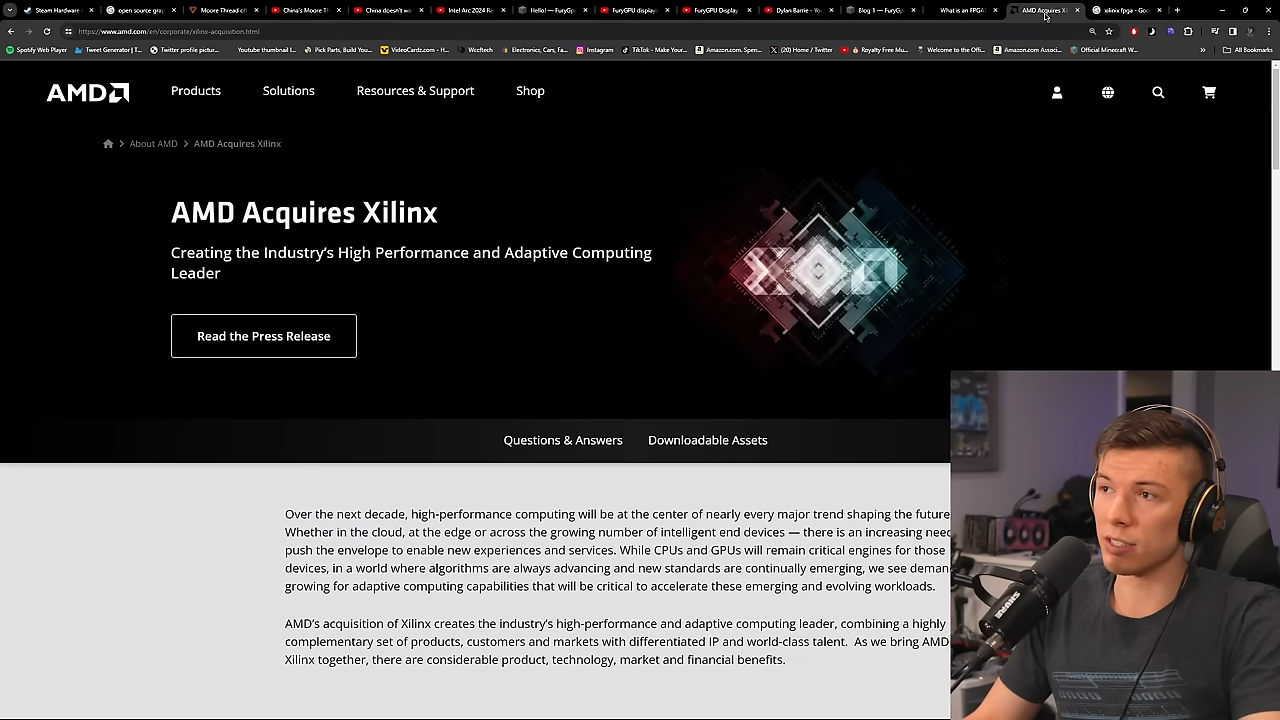 Steam Hardware
open source gra
Moore Thread
China's Moore T
China doesn't w
Intel Arc 2024 R
Hello! — FuryGp
FuryGPU display
FuryGPU Display
Dylan Barrie - Yo
Blog 1 — FuryGP
What is an FPGA
AMD Acquires Xi
xilinx fpga - Goo
https://www.amd.com/en/corporate/xilinx-acquisition.html
Spotify Web Player
Tweet Generator | T...
Twitter profile pictur...
Youtube thumbnail l...
Pick Parts, Build You...
VideoCardz.com - H...
Wccftech
Electronics, Cars, Fa...
Instagram
TikTok - Make Your...
Amazon.com. Spen...
(20) Home / Twitter
Royalty Free Mu...
Welcome to the Offi...
Amazon.com Associ...
Official Minecraft W...
All Bookmarks
AMD
Products
Solutions
Resources & Support
Shop
About AMD
AMD Acquires Xilinx
AMD Acquires Xilinx
Creating the Industry's High Performance and Adaptive Computing
Leader
Read the Press Release
Questions & Answers
Downloadable Assets
Over the next decade, high-performance computing will be at the center of nearly every major trend shaping the future
Whether in the cloud, at the edge or across the growing number of intelligent end devices — there is an increasing nee
push the envelope to enable new experiences and services. While CPUs and GPUs will remain critical engines for those
devices, in a world where algorithms are always advancing and new standards are continually emerging, we see deman
growing for adaptive computing capabilities that will be critical to accelerate these emerging and evolving workloads.
AMD's acquisition of Xilinx creates the industry's high-performance and adaptive computing leader, combining a highly
complementary set of products, customers and markets with differentiated IP and world-class talent. As we bring AMD
Xilinx together, there are considerable product, technology, market and financial benefits.
SHURE